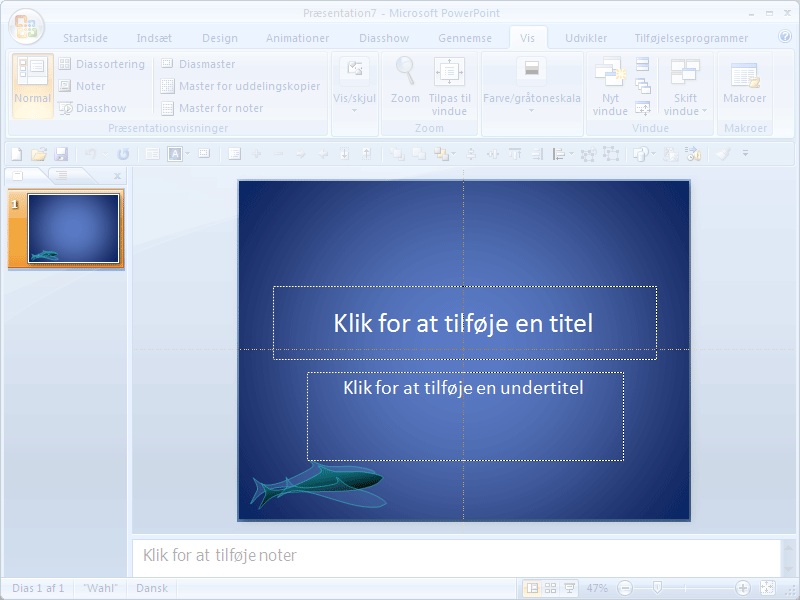 Præsentation7 - Microsoft PowerPoint
Startside Indsæt Design Animationer Diasshow Gennemse Vis Udvikler Tilføjelsesprogrammer
Normal
Diassortering
Noter
Diasshow
Diasmaster
Master for uddelingskopier
Master for noter
Præsentationsvisninger
Vis/skjul
Zoom
Tilpas til
vindue
Zoom
Farve/gråtoneskala
Nyt
vindue
Skift
vindue
Vindue
Makroer
Makroer
1
Klik for at tilføje en titel
Klik for at tilføje en undertitel
Klik for at tilføje noter
Dias 1 af 1 "Wahl" Dansk 47%